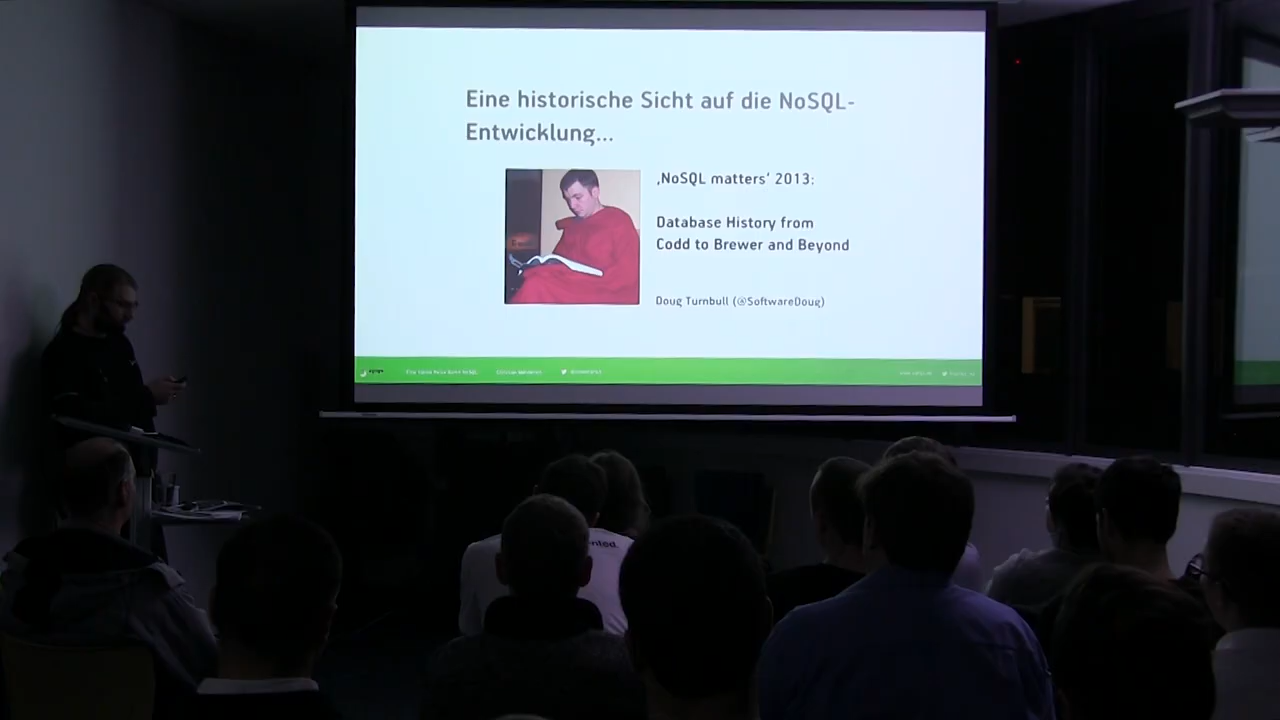 Eine historische Sicht auf die NoSQL-
Entwicklung...
‚NoSQL matters' 2013:
Database History from
Codd to Brewer and Beyond
Doug Turnbull (@SoftwareDoug)